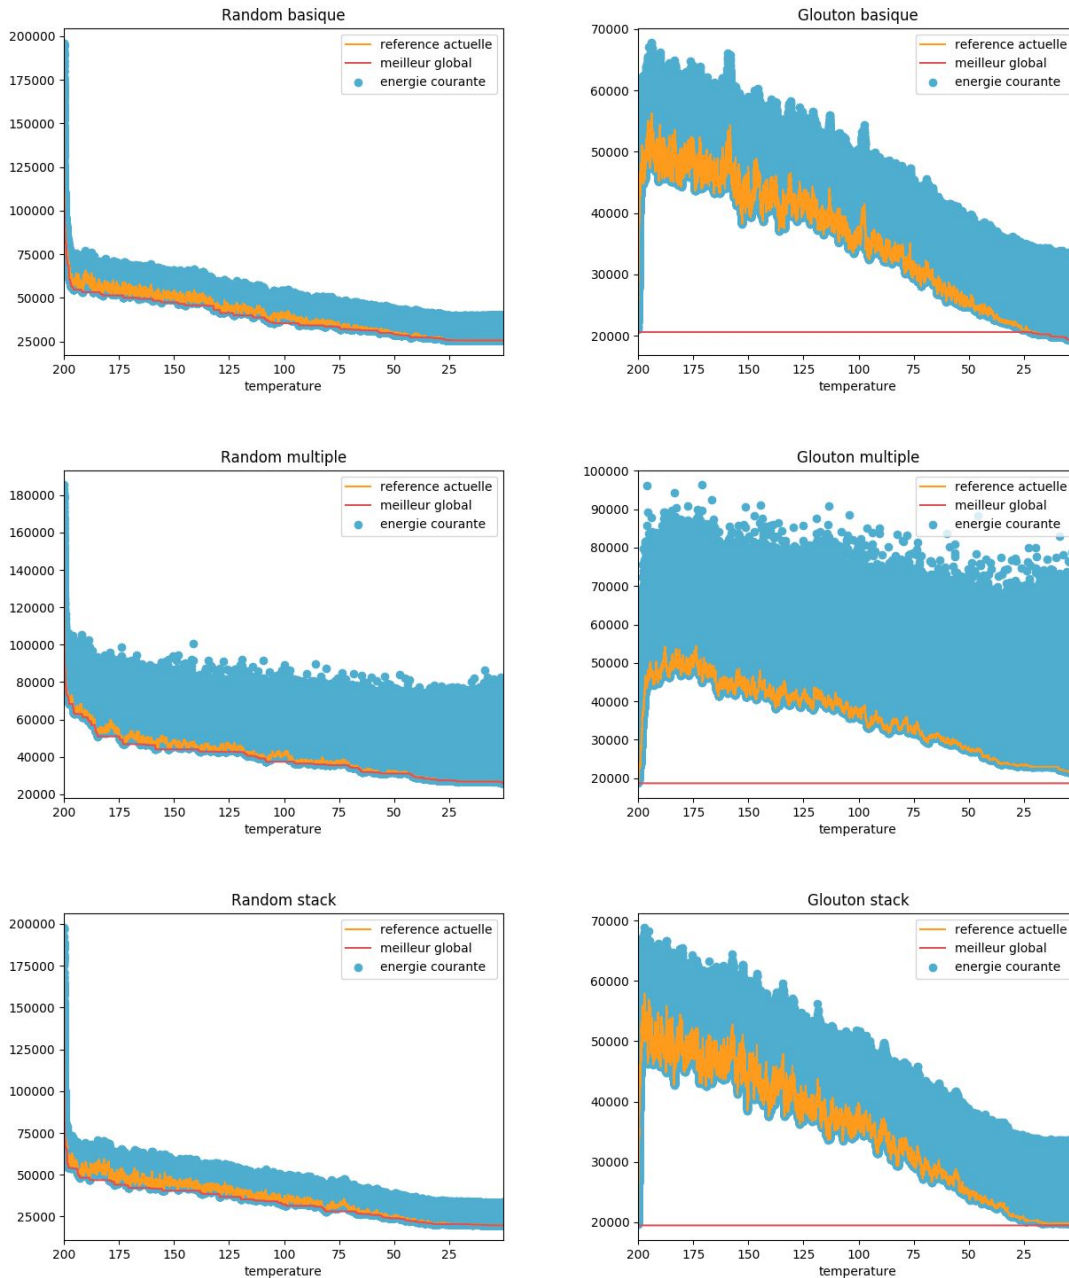 Random basique
200000
175000
150000
125000
100000
75000
50000
25000
200 175 150 125 100 75 50 25
temperature
reference actuelle
meilleur global
energie courante
Glouton basique
70000
60000
50000
40000
30000
20000
200 175 150 125 100 75 50 25
temperature
reference actuelle
meilleur global
energie courante
Random multiple
180000
160000
140000
120000
100000
80000
60000
40000
20000
200 175 150 125 100 75 50 25
temperature
reference actuelle
meilleur global
energie courante
Glouton multiple
100000
90000
80000
70000
60000
50000
40000
30000
20000
200 175 150 125 100 75 50 25
temperature
reference actuelle
meilleur global
energie courante
Random stack
200000
175000
150000
125000
100000
75000
50000
25000
200 175 150 125 100 75 50 25
temperature
reference actuelle
meilleur global
energie courante
Glouton stack
70000
60000
50000
40000
30000
20000
200 175 150 125 100 75 50 25
temperature
reference actuelle
meilleur global
energie courante